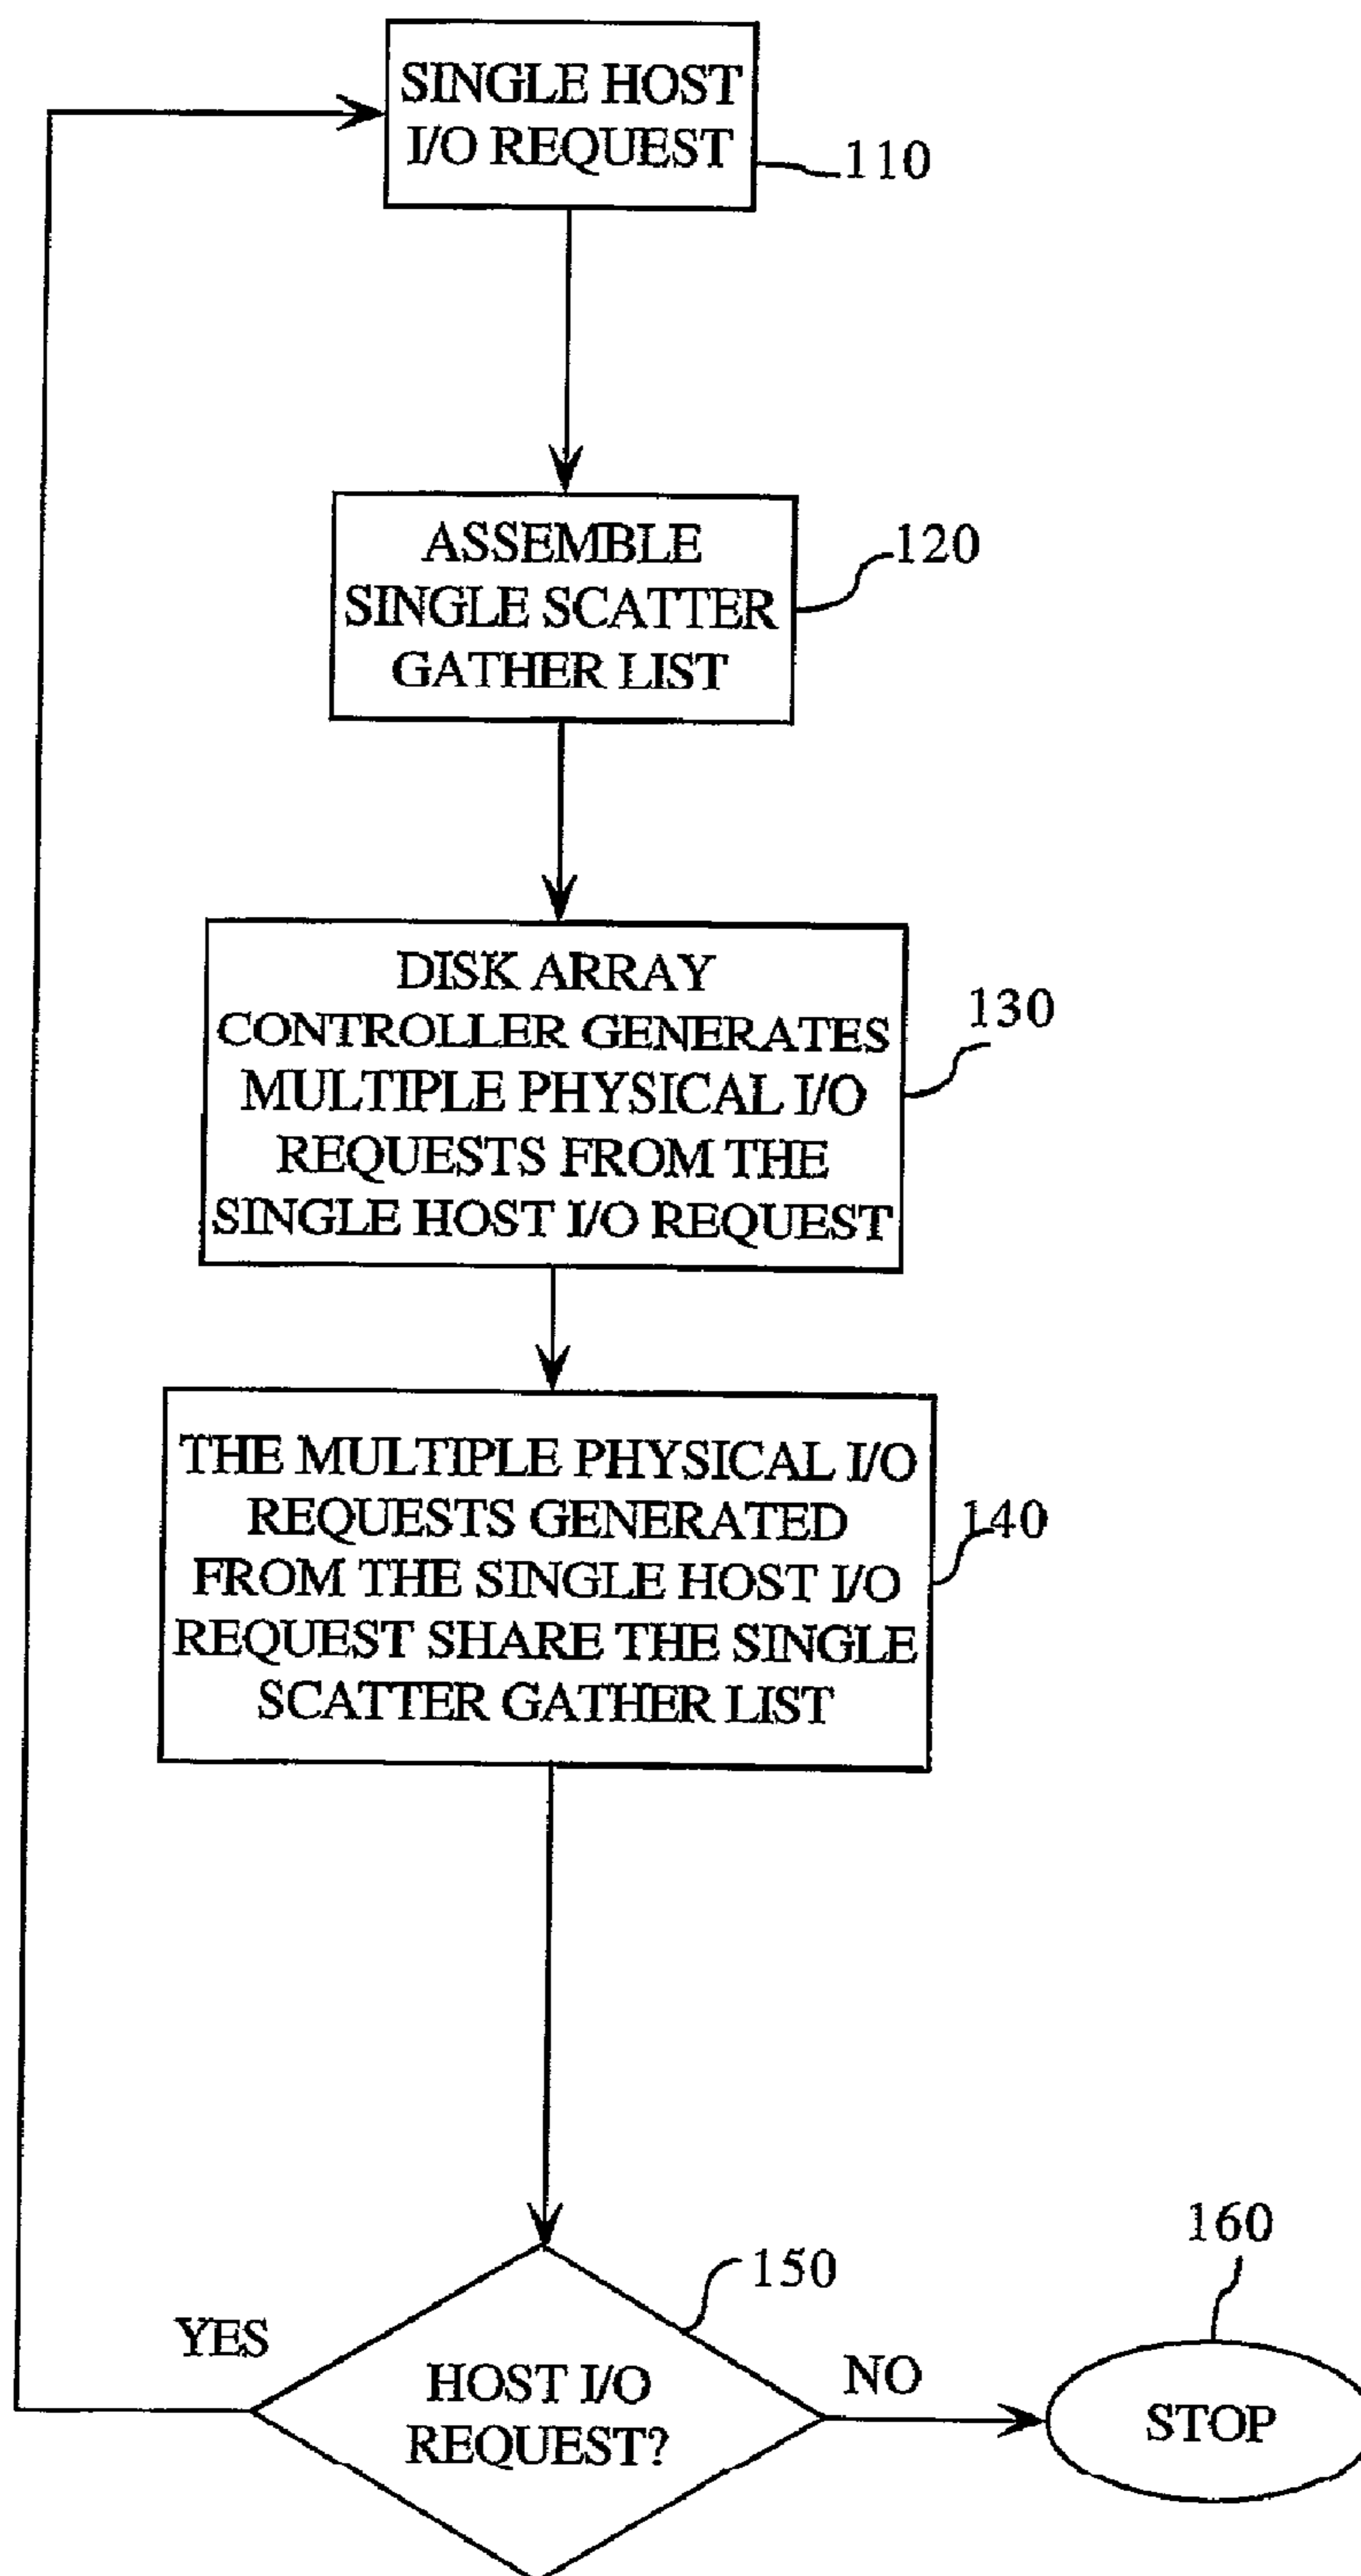 SINGLE HOST
I/O REQUEST
110
ASSEMBLE
SINGLE SCATTER
GATHER LIST
120
DISK ARRAY
CONTROLLER GENERATES
MULTIPLE PHYSICAL I/O
REQUESTS FROM THE
SINGLE HOST I/O REQUEST
130
THE MULTIPLE PHYSICAL I/O
REQUESTS GENERATED
FROM THE SINGLE HOST I/O
REQUEST SHARE THE SINGLE
SCATTER GATHER LIST
140
150
160
YES
HOST I/O
REQUEST?
NO
STOP